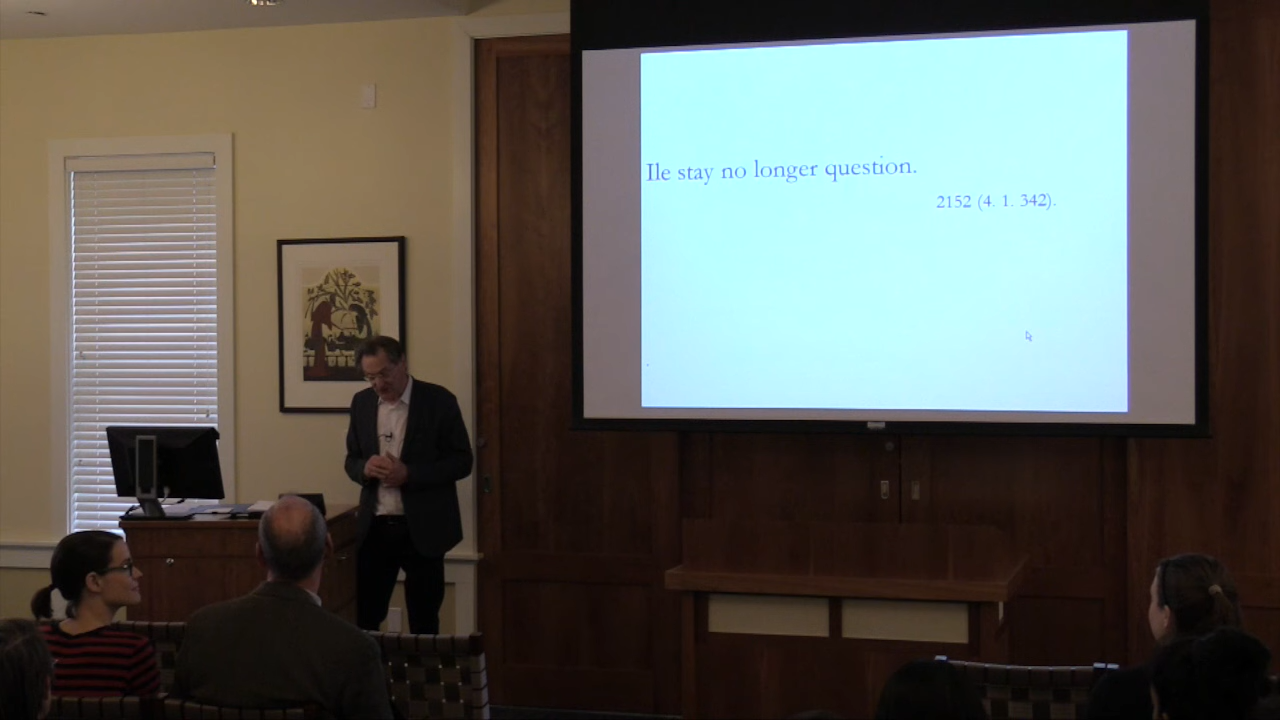 Ile stay no longer question.
2152 (4. 1. 342).